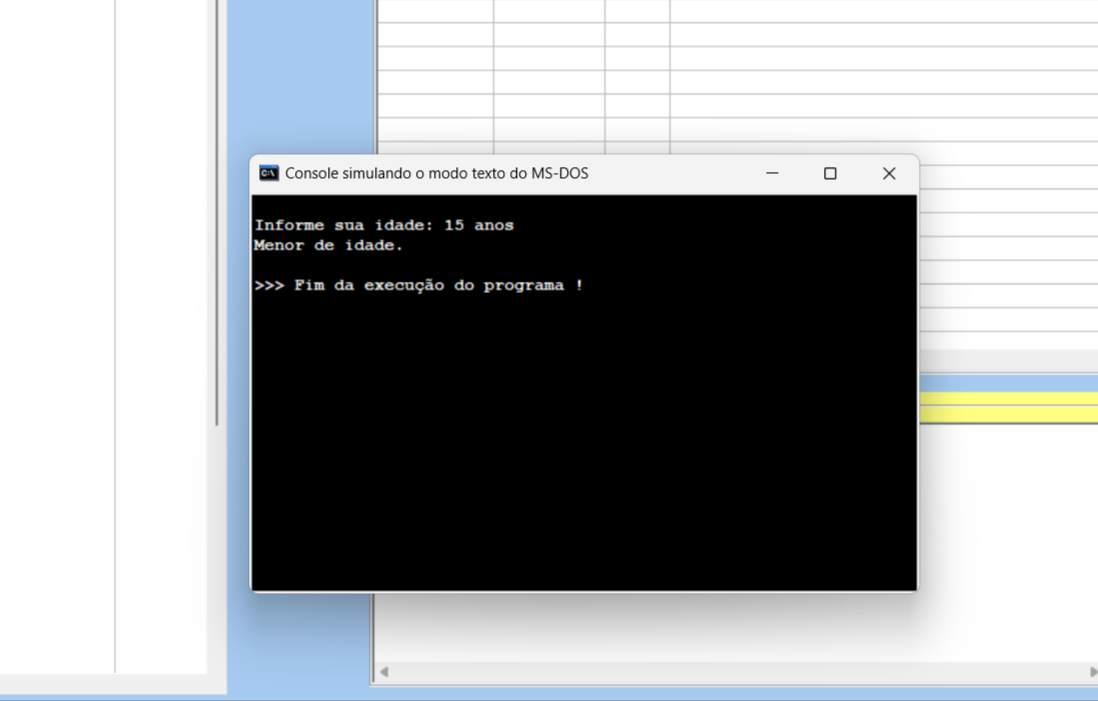 Console simulando o modo texto do MS-DOS
Informe sua idade: 15 anos
Menor de idade.
>>> Fim da execução do programa !